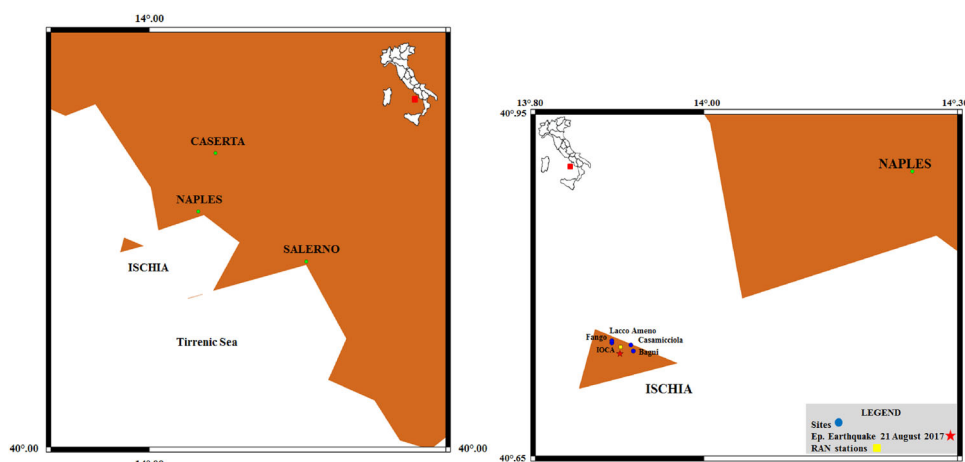 14°.00
CASERTA
NAPLES
SALERNO
ISCHIA
Tirrenic Sea
40°.00
40°.00
14°.00
13°.80
14°.00
14°.30
40°.95
NAPLES
Lacco Ameno
Fango
Casamicciola
IOCA
Bagni
ISCHIA
LEGEND
Sites
Ep. Earthquake 21 August 2017
RAN stations
40°.65